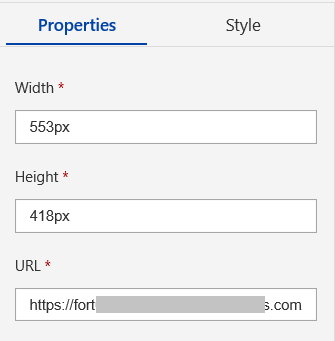 Properties Style
Width *
553px
Height *
418px
URL *
https://fort s.com